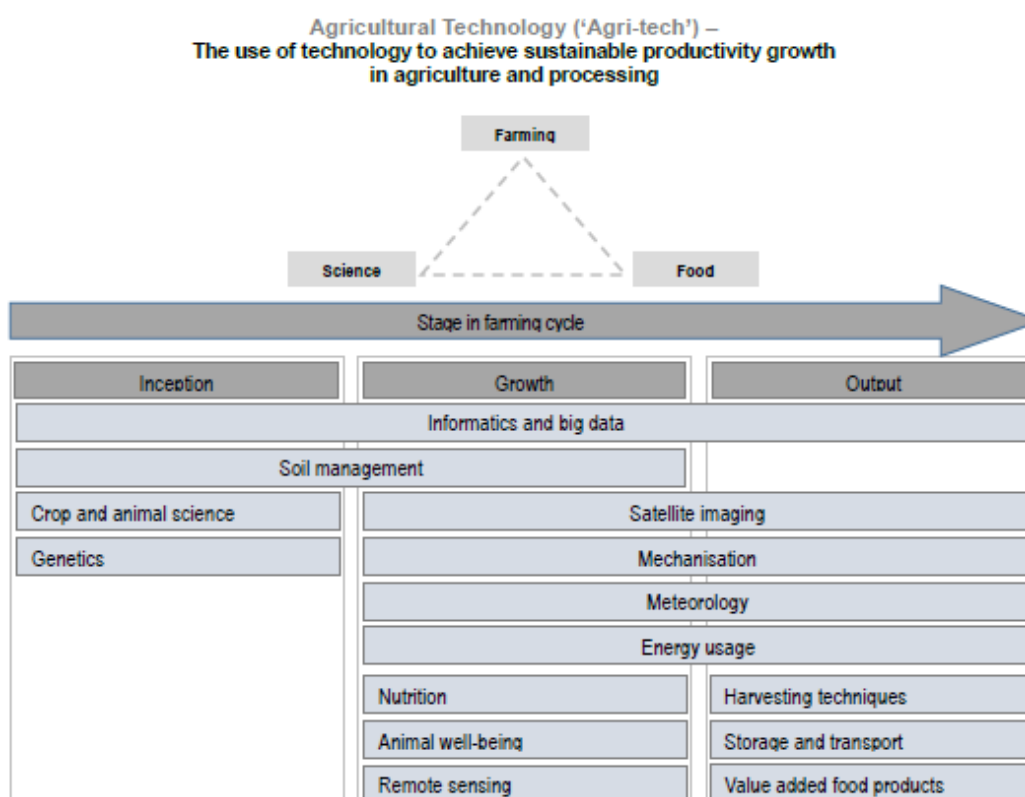 Agricultural Technology (‘Agri-tech’) –
The use of technology to achieve sustainable productivity growth
in agriculture and processing
Farming
Science
Food
Stage in farming cycle
Inception
Growth
Output
Informatics and big data
Soil management
Crop and animal science
Satellite imaging
Genetics
Mechanisation
Meteorology
Energy usage
Nutrition
Harvesting techniques
Animal well-being
Storage and transport
Remote sensing
Value added food products